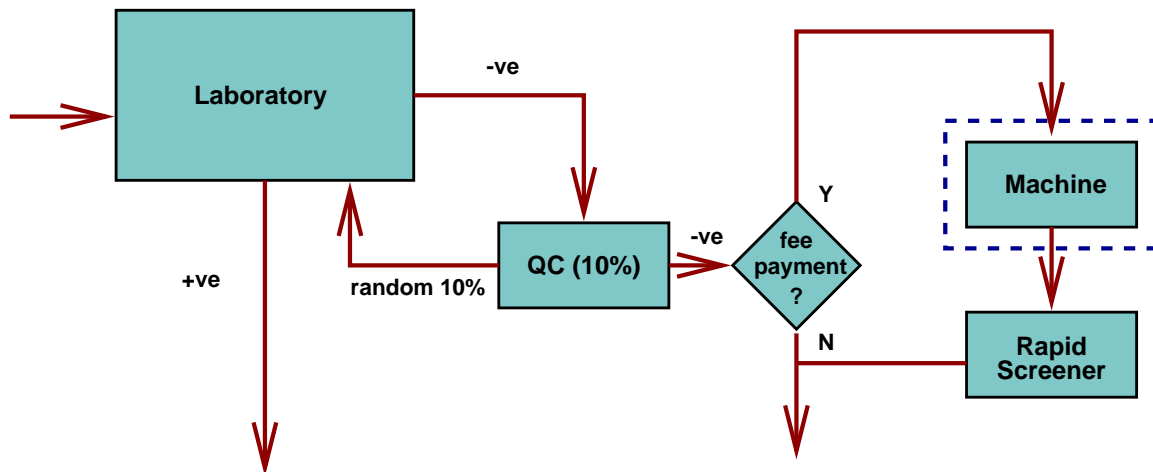 Laboratory
-ve
+ve
random 10%
QC (10%)
-ve
fee
payment
?
Y
N
Machine
Rapid
Screener